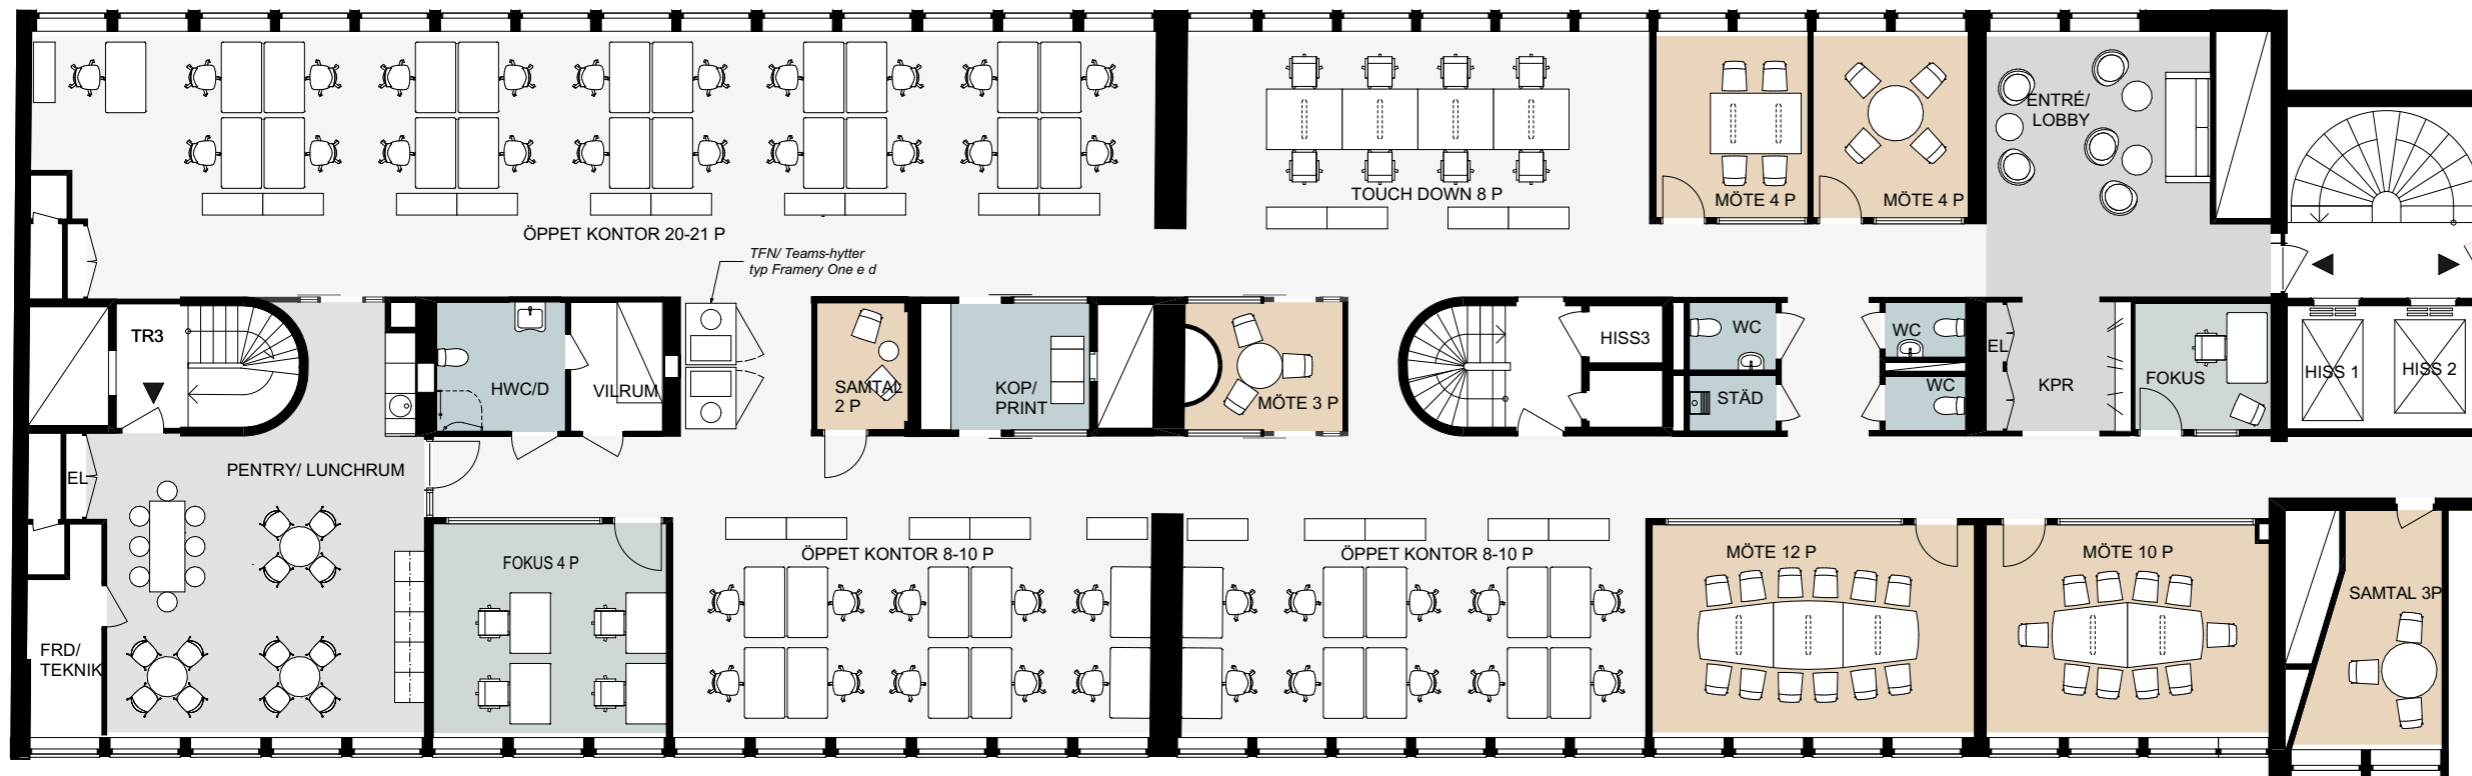 ENTRÉ/
LOBBY
TOUCH DOWN 8 P
MÖTE 4 P
MÖTE 4 P
ÖPPET KONTOR 20-21 P
TFN/ Teams-hytter
typ Framery One e d
TR3
HWC/D
VILRUM
SAMTAL
2 P
KOP/
PRINT
MÖTE 3 P
HISS3
WC
STÄD
WC
WC
EL
KPR
FOKUS
HISS 1
HISS 2
PENTRY/ LUNCHRUM
EL
FOKUS 4 P
ÖPPET KONTOR 8-10 P
ÖPPET KONTOR 8-10 P
MÖTE 12 P
MÖTE 10 P
SAMTAL 3P
FRD/
TEKNIK